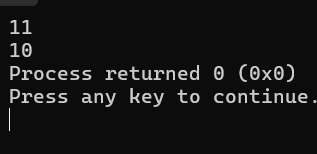 11
10
Process returned 0 (0x0)
Press any key to continue.